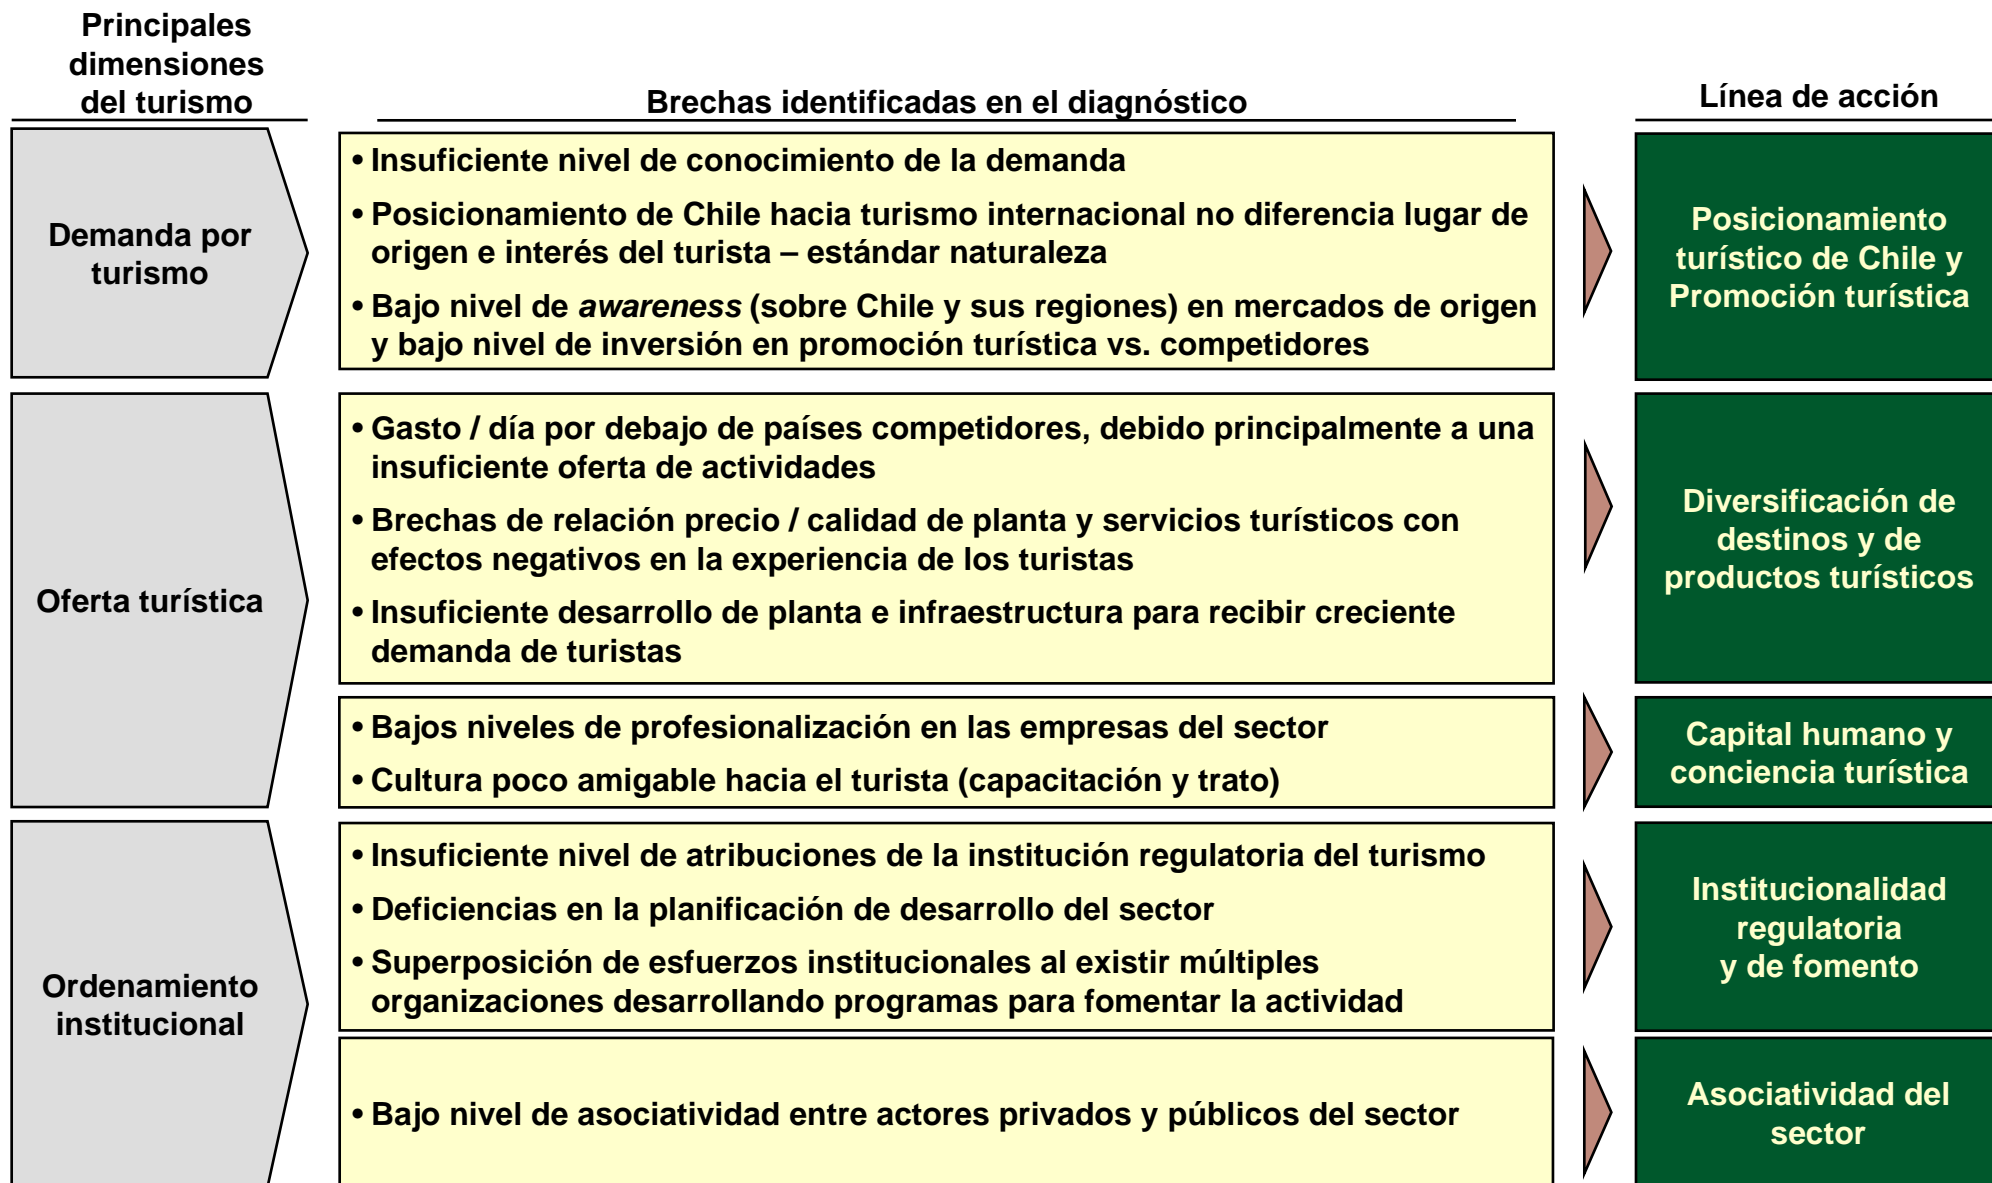 Principales
dimensiones
del turismo
Brechas identificadas en el diagnóstico
Línea de acción
Demanda por
turismo
• Insuficiente nivel de conocimiento de la demanda
• Posicionamiento de Chile hacia turismo internacional no diferencia lugar de
origen e interés del turista – estándar naturaleza
• Bajo nivel de awareness (sobre Chile y sus regiones) en mercados de origen
y bajo nivel de inversión en promoción turística vs. competidores
Posicionamiento
turístico de Chile y
Promoción turística
Oferta turística
• Gasto / día por debajo de países competidores, debido principalmente a una
insuficiente oferta de actividades
• Brechas de relación precio / calidad de planta y servicios turísticos con
efectos negativos en la experiencia de los turistas
• Insuficiente desarrollo de planta e infraestructura para recibir creciente
demanda de turistas
Diversificación de
destinos y de
productos turísticos
• Bajos niveles de profesionalización en las empresas del sector
• Cultura poco amigable hacia el turista (capacitación y trato)
Capital humano y
conciencia turística
Ordenamiento
institucional
• Insuficiente nivel de atribuciones de la institución regulatoria del turismo
• Deficiencias en la planificación de desarrollo del sector
• Superposición de esfuerzos institucionales al existir múltiples
organizaciones desarrollando programas para fomentar la actividad
Institucionalidad
regulatoria
y de fomento
• Bajo nivel de asociatividad entre actores privados y públicos del sector
Asociatividad del
sector